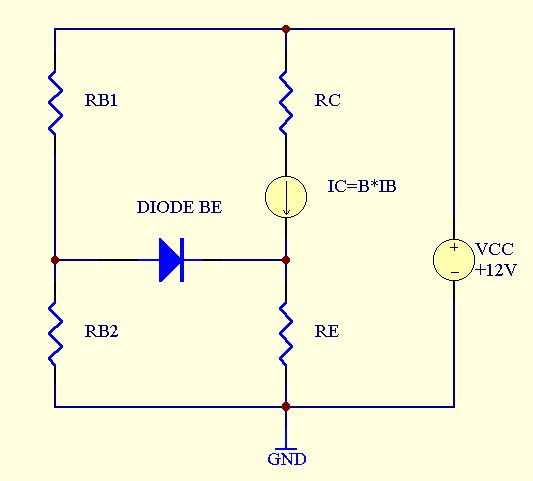 RB1
RC
IC=B*IB
DIODE BE
+
VCC
−
+12V
RB2
RE
GND